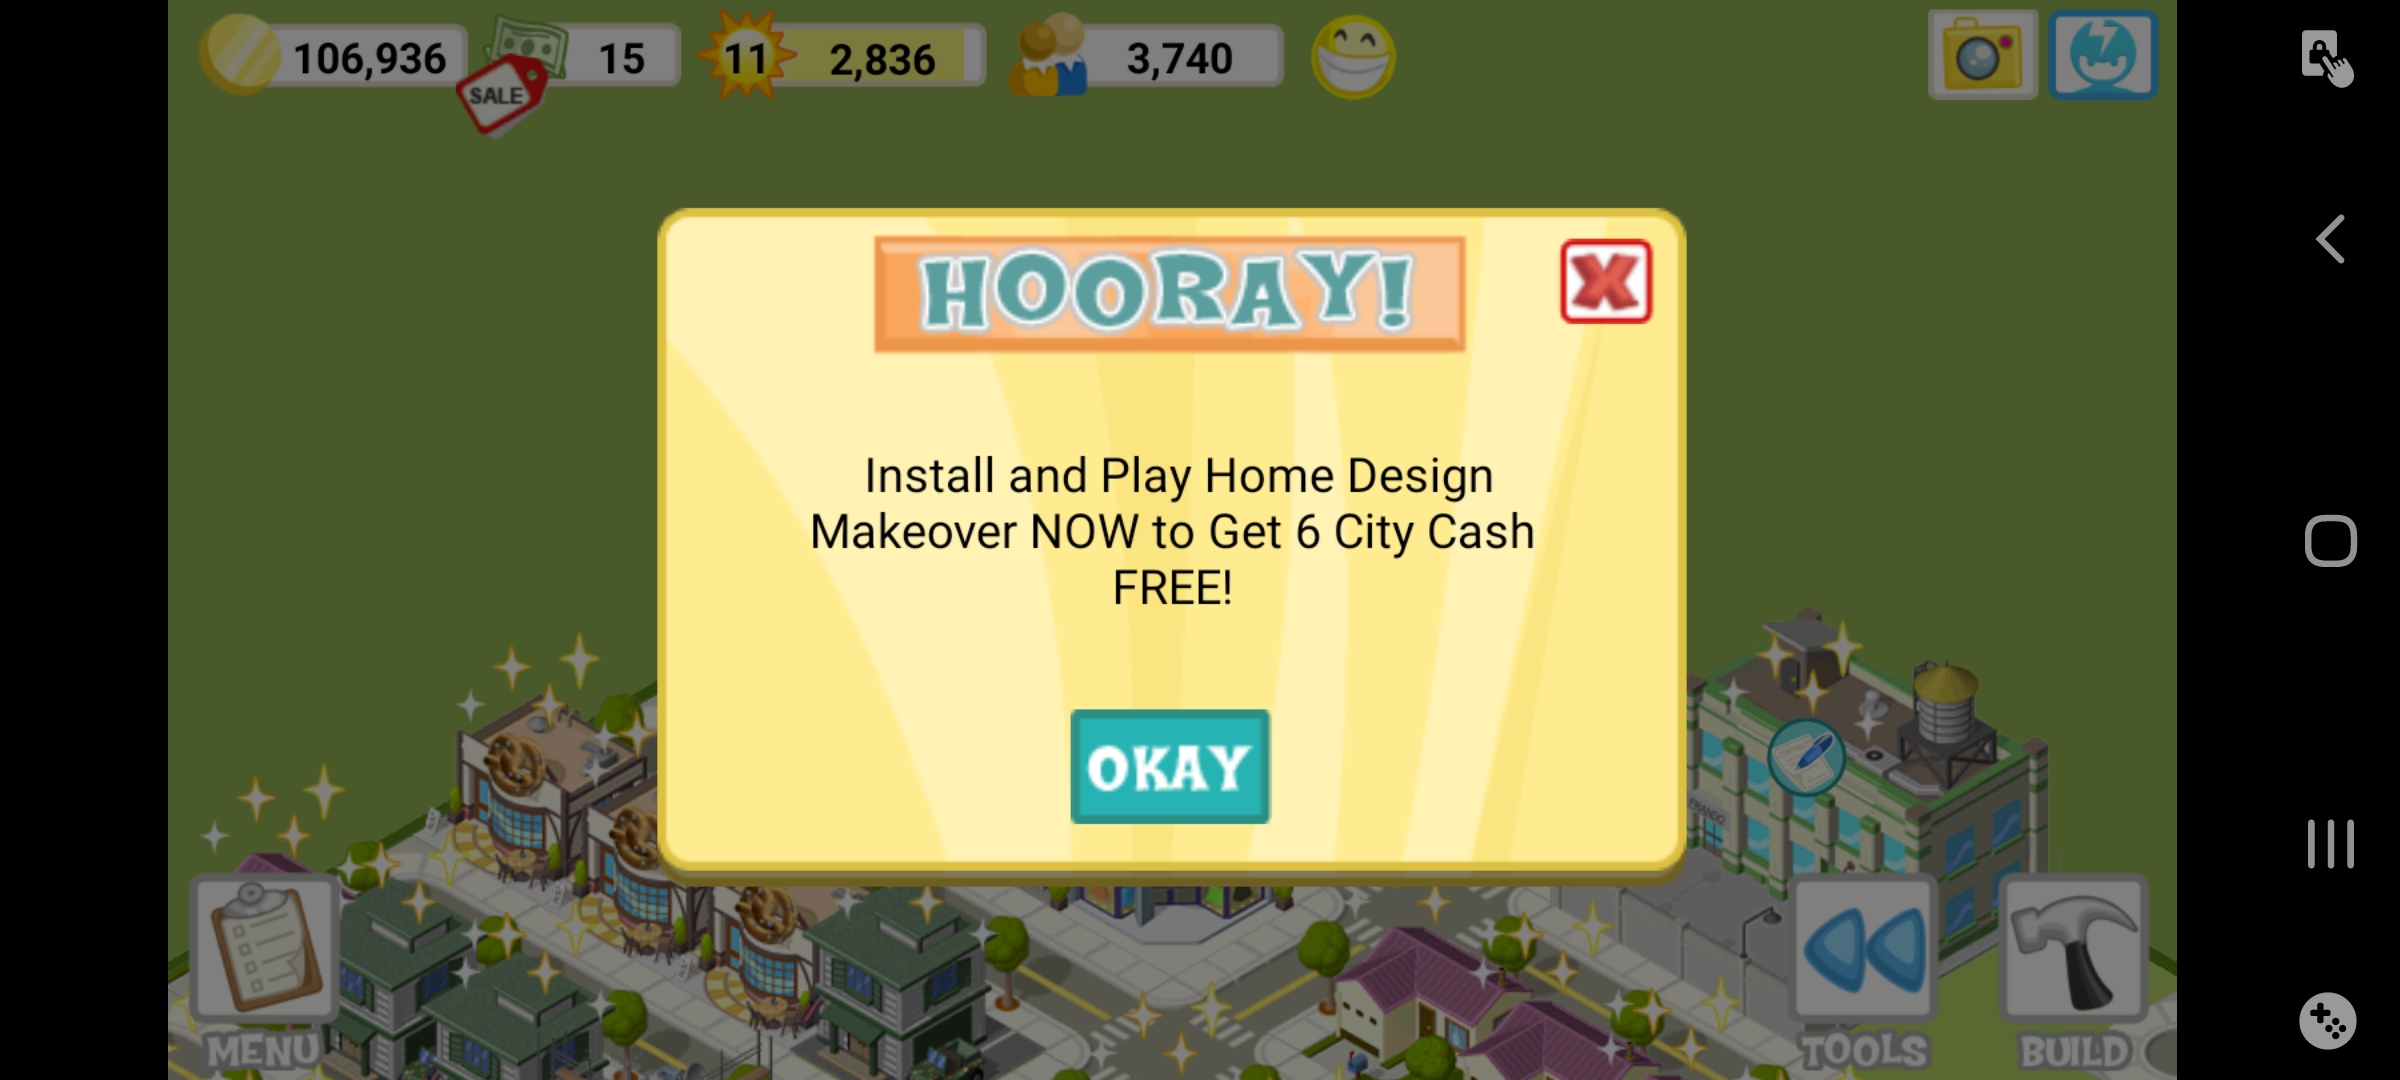 106,936
SALE
15
11
2,836
3,740
HOORAY!
X
Install and Play Home Design
Makeover NOW to Get 6 City Cash
FREE!
OKAY
MENU
TOOLS
BUILD